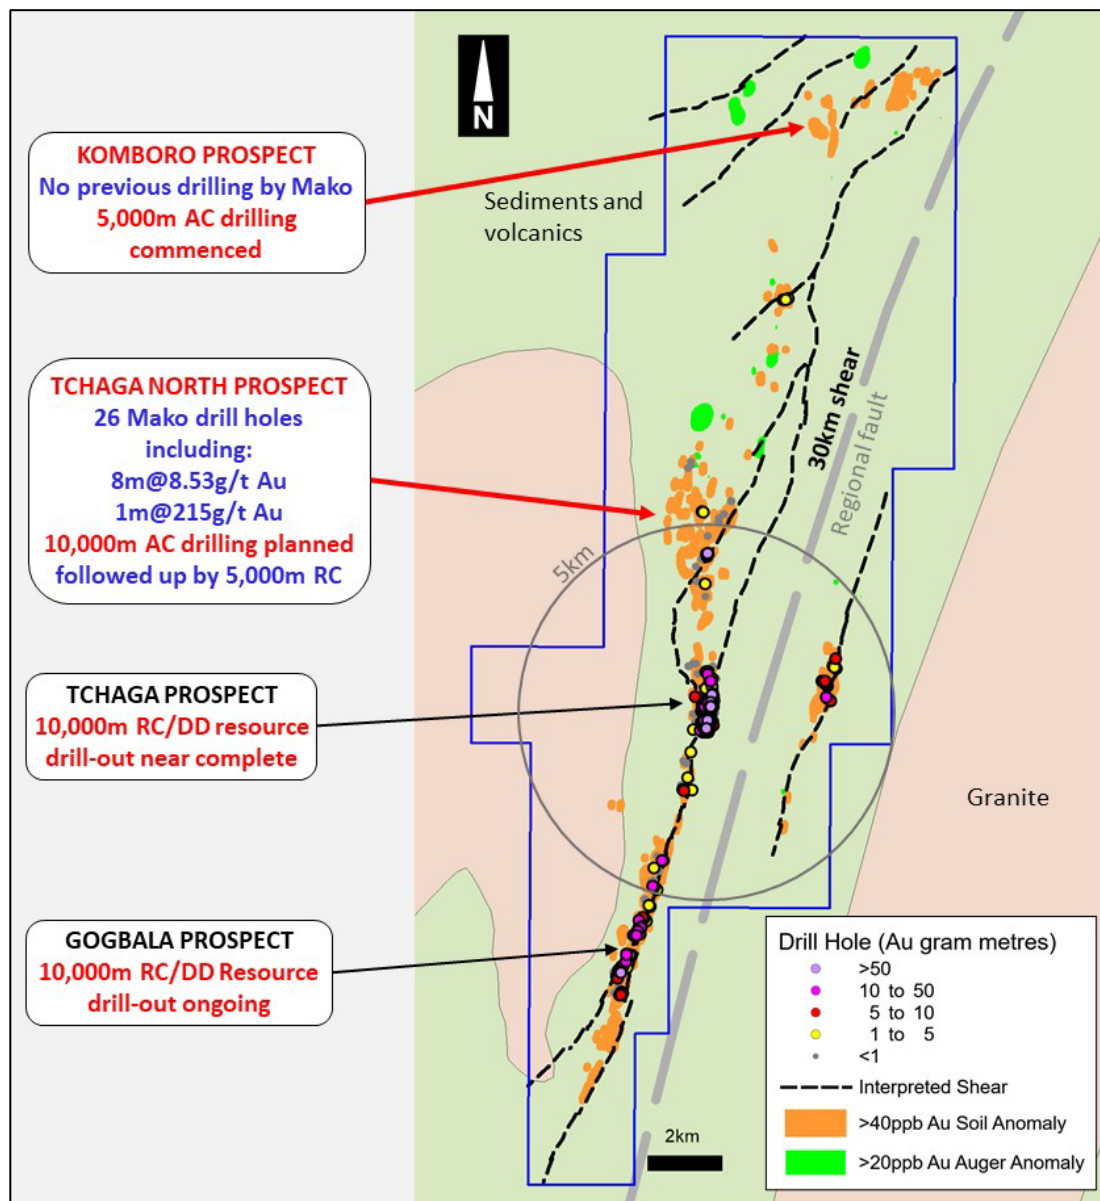 N
KOMBORO PROSPECT
No previous drilling by Mako
5,000m AC drilling
commenced
Sediments and
volcanics
TCHAGA NORTH PROSPECT
26 Mako drill holes
including:
8m@8.53g/t Au
1m@215g/t Au
10,000m AC drilling planned
followed up by 5,000m RC
30km shear
Regional fault
5km
TCHAGA PROSPECT
10,000m RC/DD resource
drill-out near complete
Granite
GOGBALA PROSPECT
10,000m RC/DD Resource
drill-out ongoing
Drill Hole (Au gram metres)
>50
10 to 50
5 to 10
1 to 5
<1
Interpreted Shear
>40ppb Au Soil Anomaly
>20ppb Au Auger Anomaly
2km